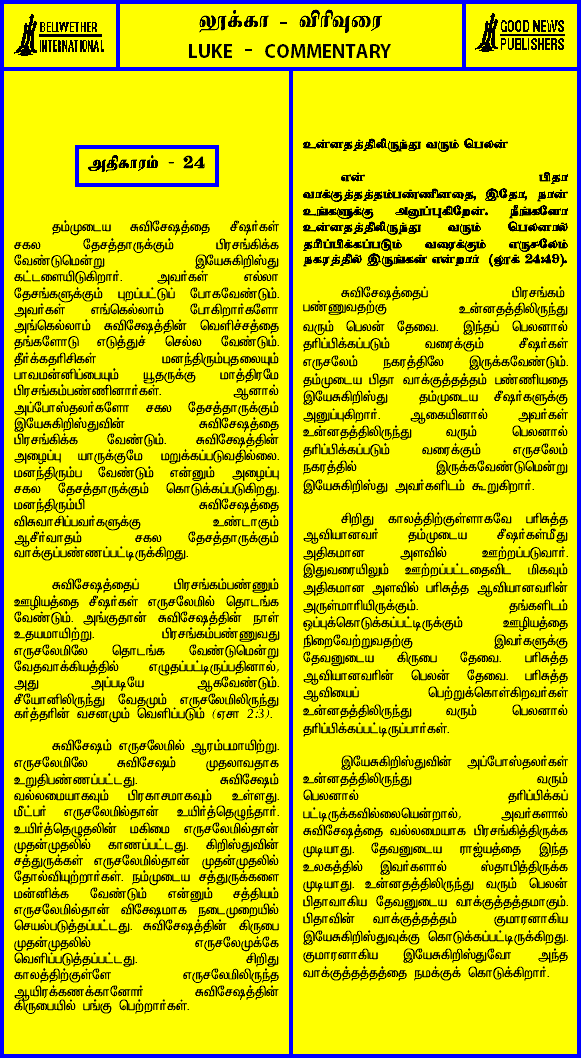 BELLWETHER
INTERNATIONAL
லூக்கா - விரிவுரை
LUKE - COMMENTARY
GOOD NEWS
PUBLISHERS
அதிகாரம் - 24
தம்முடைய சுவிசேஷத்தை சீஷர்கள்
சகல தேசத்தாருக்கும் பிரசங்கிக்க
வேண்டுமென்று இயேசுகிறிஸ்து
கட்டளையிடுகிறார். அவர்கள் எல்லா
தேசங்களுக்கும் புறப்பட்டுப் போகவேண்டும்.
அவர்கள் எங்கெல்லாம் போகிறார்களோ
அங்கெல்லாம் சுவிசேஷத்தின் வெளிச்சத்தை
தங்களோடு எடுத்துச் செல்ல வேண்டும்.
தீர்க்கதரிசிகள் மனந்திரும்புதலையும்
பாவமன்னிப்பையும் யூதருக்கு மாத்திரமே
பிரசங்கம்பண்ணினார்கள். ஆனால்
அப்போஸ்தலர்களோ சகல தேசத்தாருக்கும்
இயேசுகிறிஸ்துவின் சுவிசேஷத்தை
பிரசங்கிக்க வேண்டும். சுவிசேஷத்தின்
அழைப்பு யாருக்குமே மறுக்கப்படுவதில்லை.
மனந்திரும்ப வேண்டும் என்னும் அழைப்பு
சகல தேசத்தாருக்கும் கொடுக்கப்படுகிறது.
மனந்திரும்பி சுவிசேஷத்தை
விசுவாசிப்பவர்களுக்கு உண்டாகும்
ஆசீர்வாதம் சகல தேசத்தாருக்கும்
வாக்குப்பண்ணப்பட்டிருக்கிறது.
சுவிசேஷத்தைப் பிரசங்கம்பண்ணும்
ஊழியத்தை சீஷர்கள் எருசலேமில் தொடங்க
வேண்டும். அங்குதான் சுவிசேஷத்தின் நாள்
உதயமாயிற்று. பிரசங்கம்பண்ணுவது
எருசலேமிலே தொடங்க வேண்டுமென்று
வேதவாக்கியத்தில் எழுதப்பட்டிருப்பதினால்,
அது அப்படியே ஆகவேண்டும்.
சீயோனிலிருந்து வேதமும் எருசலேமிலிருந்து
கர்த்தரின் வசனமும் வெளிப்படும் (ஏசா 2:3).
சுவிசேஷம் எருசலேமில் ஆரம்பமாயிற்று.
எருசலேமிலே சுவிசேஷம் முதலாவதாக
உறுதிபண்ணப்பட்டது. சுவிசேஷம்
வல்லமையாகவும் பிரகாசமாகவும் உள்ளது.
மீட்பர் எருசலேமில்தான் உயிர்த்தெழுந்தார்.
உயிர்த்தெழுதலின் மகிமை எருசலேமில்தான்
முதன்முதலில் காணப்பட்டது. கிறிஸ்துவின்
சத்துருக்கள் எருசலேமில்தான் முதன்முதலில்
தோல்வியுற்றார்கள். நம்முடைய சத்துருக்களை
மன்னிக்க வேண்டும் என்னும் சத்தியம்
எருசலேமில்தான் விசேஷமாக நடைமுறையில்
செயல்படுத்தப்பட்டது. சுவிசேஷத்தின் கிருபை
முதன்முதலில் எருசலேமுக்கே
வெளிப்படுத்தப்பட்டது. சிறிது
காலத்திற்குள்ளே எருசலேமிலிருந்த
ஆயிரக்கணக்கானோர் சுவிசேஷத்தின்
கிருபையில் பங்கு பெற்றார்கள்.
உன்னதத்திலிருந்து வரும் பெலன்
என் பிதா
வாக்குத்தத்தம்பண்ணினதை, இதோ, நான்
உங்களுக்கு அனுப்புகிறேன். நீங்களோ
உன்னதத்திலிருந்து வரும் பெலனால்
தரிப்பிக்கப்படும் வரைக்கும் எருசலேம்
நகரத்தில் இருங்கள் என்றார் (லூக் 24:49).
சுவிசேஷத்தைப் பிரசங்கம்
பண்ணுவதற்கு உன்னதத்திலிருந்து
வரும் பெலன் தேவை. இந்தப் பெலனால்
தரிப்பிக்கப்படும் வரைக்கும் சீஷர்கள்
எருசலேம் நகரத்திலே இருக்கவேண்டும்.
தம்முடைய பிதா வாக்குத்தத்தம் பண்ணியதை
இயேசுகிறிஸ்து தம்முடைய சீஷர்களுக்கு
அனுப்புகிறார். ஆகையினால் அவர்கள்
உன்னதத்திலிருந்து வரும் பெலனால்
தரிப்பிக்கப்படும் வரைக்கும் எருசலேம்
நகரத்தில் இருக்கவேண்டுமென்று
இயேசுகிறிஸ்து அவர்களிடம் கூறுகிறார்.
சிறிது காலத்திற்குள்ளாகவே பரிசுத்த
ஆவியானவர் தம்முடைய சீஷர்கள்மீது
அதிகமான அளவில் ஊற்றப்படுவார்.
இதுவரையிலும் ஊற்றப்பட்டதைவிட மிகவும்
அதிகமான அளவில் பரிசுத்த ஆவியானவரின்
அருள்மாரியிருக்கும். தங்களிடம்
ஒப்புக்கொடுக்கப்பட்டிருக்கும் ஊழியத்தை
நிறைவேற்றுவதற்கு இவர்களுக்கு
தேவனுடைய கிருபை தேவை. பரிசுத்த
ஆவியானவரின் பெலன் தேவை. பரிசுத்த
ஆவியைப் பெற்றுக்கொள்கிறவர்கள்
உன்னதத்திலிருந்து வரும் பெலனால்
தரிப்பிக்கப்பட்டிருப்பார்கள்.
இயேசுகிறிஸ்துவின் அப்போஸ்தலர்கள்
உன்னதத்திலிருந்து வரும்
பெலனால் தரிப்பிக்கப்
பட்டிருக்கவில்லையென்றால், அவர்களால்
சுவிசேஷத்தை வல்லமையாக பிரசங்கித்திருக்க
முடியாது. தேவனுடைய ராஜ்யத்தை இந்த
உலகத்தில் இவர்களால் ஸ்தாபித்திருக்க
முடியாது. உன்னதத்திலிருந்து வரும் பெலன்
பிதாவாகிய தேவனுடைய வாக்குத்தத்தமாகும்.
பிதாவின் வாக்குத்தத்தம் குமாரனாகிய
இயேசுகிறிஸ்துவுக்கு கொடுக்கப்பட்டிருக்கிறது.
குமாரனாகிய இயேசுகிறிஸ்துவோ அந்த
வாக்குத்தத்தத்தை நமக்குக் கொடுக்கிறார்.